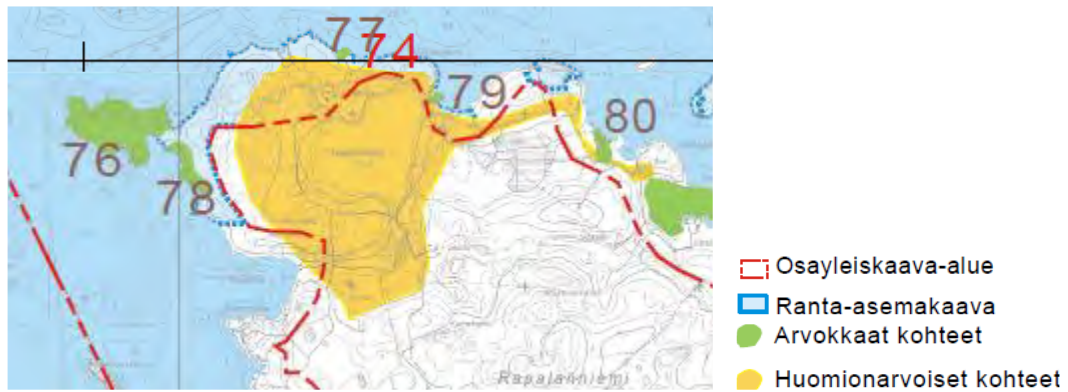 77
74
79
80
76
78
Rapalanniemi
Osayleiskaava-alue
Ranta-asemakaava
Arvokkaat kohteet
Huomionarvoiset kohteet